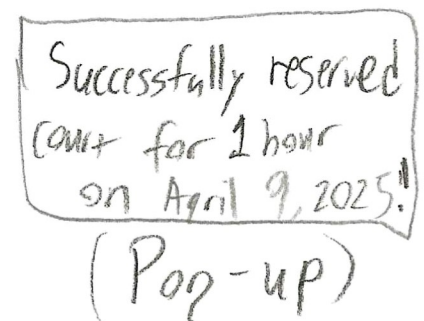 Successfully reserved
court for 1 hour
on April 9, 2025!
(Pop-up)